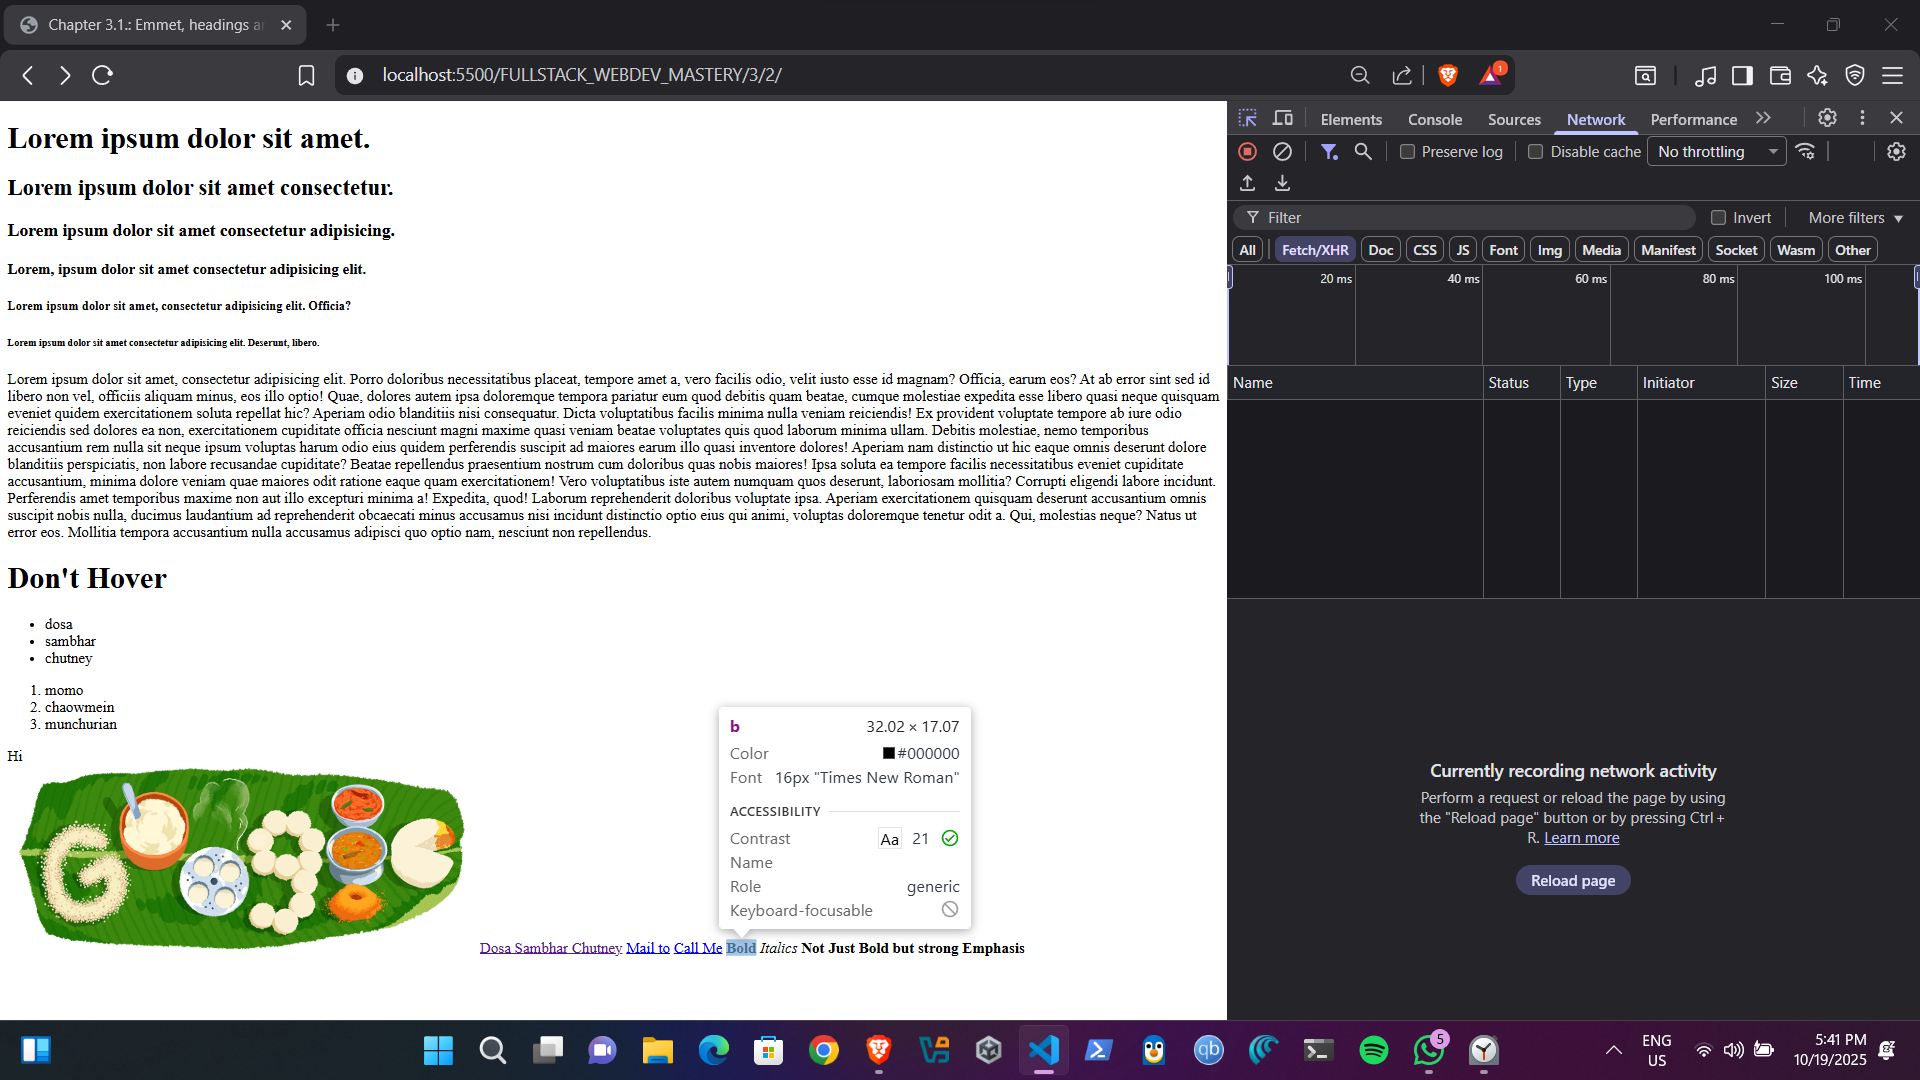 Chapter 3.1.: Emmet, headings a
localhost:5500/FULLSTACK_WEBDEV_MASTERY/3/2/
1
Lorem ipsum dolor sit amet.
Lorem ipsum dolor sit amet consectetur.
Lorem ipsum dolor sit amet consectetur adipisicing.
Lorem, ipsum dolor sit amet consectetur adipisicing elit.
Lorem ipsum dolor sit amet, consectetur adipisicing elit. Officia?
Lorem ipsum dolor sit amet consectetur adipisicing elit. Deserunt, libero.
Lorem ipsum dolor sit amet, consectetur adipisicing elit. Porro doloribus necessitatibus placeat, tempore amet a, vero facilis odio, velit iusto esse id magnam? Officia, earum eos? At ab error sint sed id
libero non vel, officiis aliquam minus, eos illo optio! Quae, dolores autem ipsa doloremque tempora pariatur eum quod debitis quam beatae, cumque molestiae expedita esse libero quasi neque quisquam
eveniet quidem exercitationem soluta repellat hic? Aperiam odio blanditiis nisi consequatur. Dicta voluptatibus facilis minima nulla veniam reiciendis! Ex provident voluptate tempore ab iure odio
reiciendis sed dolores ea non, exercitationem cupiditate officia nesciunt magni maxime quasi veniam beatae voluptates quis quod laborum minima ullam. Debitis molestiae, nemo temporibus
accusantium rem nulla sit neque ipsum voluptas harum odio eius quidem perferendis suscipit ad maiores earum illo quasi inventore dolores! Aperiam nam distinctio ut hic eaque omnis deserunt dolore
blanditiis perspiciatis, non labore recusandae cupiditate? Beatae repellendus praesentium nostrum cum doloribus quas nobis maiores! Ipsa soluta ea tempore facilis necessitatibus eveniet cupiditate
accusantium, minima dolore veniam quae maiores odit ratione eaque quam exercitationem! Vero voluptatibus iste autem numquam quos deserunt, laboriosam mollitia? Corrupti eligendi labore incidunt.
Perferendis amet temporibus maxime non aut illo excepturi minima a! Expedita, quod! Laborum reprehenderit doloribus voluptate ipsa. Aperiam exercitationem quisquam deserunt accusantium omnis
suscipit nobis nulla, ducimus laudantium ad reprehenderit obcaecati minus accusamus nisi incidunt distinctio optio eius qui animi, voluptas doloremque tenetur odit a. Qui, molestias neque? Natus ut
error eos. Mollitia tempora accusantium nulla accusamus adipisci quo optio nam, nesciunt non repellendus.
Don't Hover
• dosa
• sambhar
• chutney
1. momo
2. chaowmein
3. munchurian
Hi
b 32.02 × 17.07
Color #000000
Font 16px "Times New Roman"
ACCESSIBILITY
Contrast Aa 21
Name
Role generic
Keyboard-focusable
Dosa Sambhar Chutney Mail to Call Me Bold Italics Not Just Bold but strong Emphasis
Elements Console Sources Network Performance
Preserve log Disable cache No throttling
Filter Invert More filters
All Fetch/XHR Doc CSS JS Font Img Media Manifest Socket Wasm Other
20 ms 40 ms 60 ms 80 ms 100 ms
Name Status Type Initiator Size Time
Currently recording network activity
Perform a request or reload the page by using
the "Reload page" button or by pressing Ctrl +
R. Learn more
Reload page
qb
5
ENG
US
5:41 PM
10/19/2025